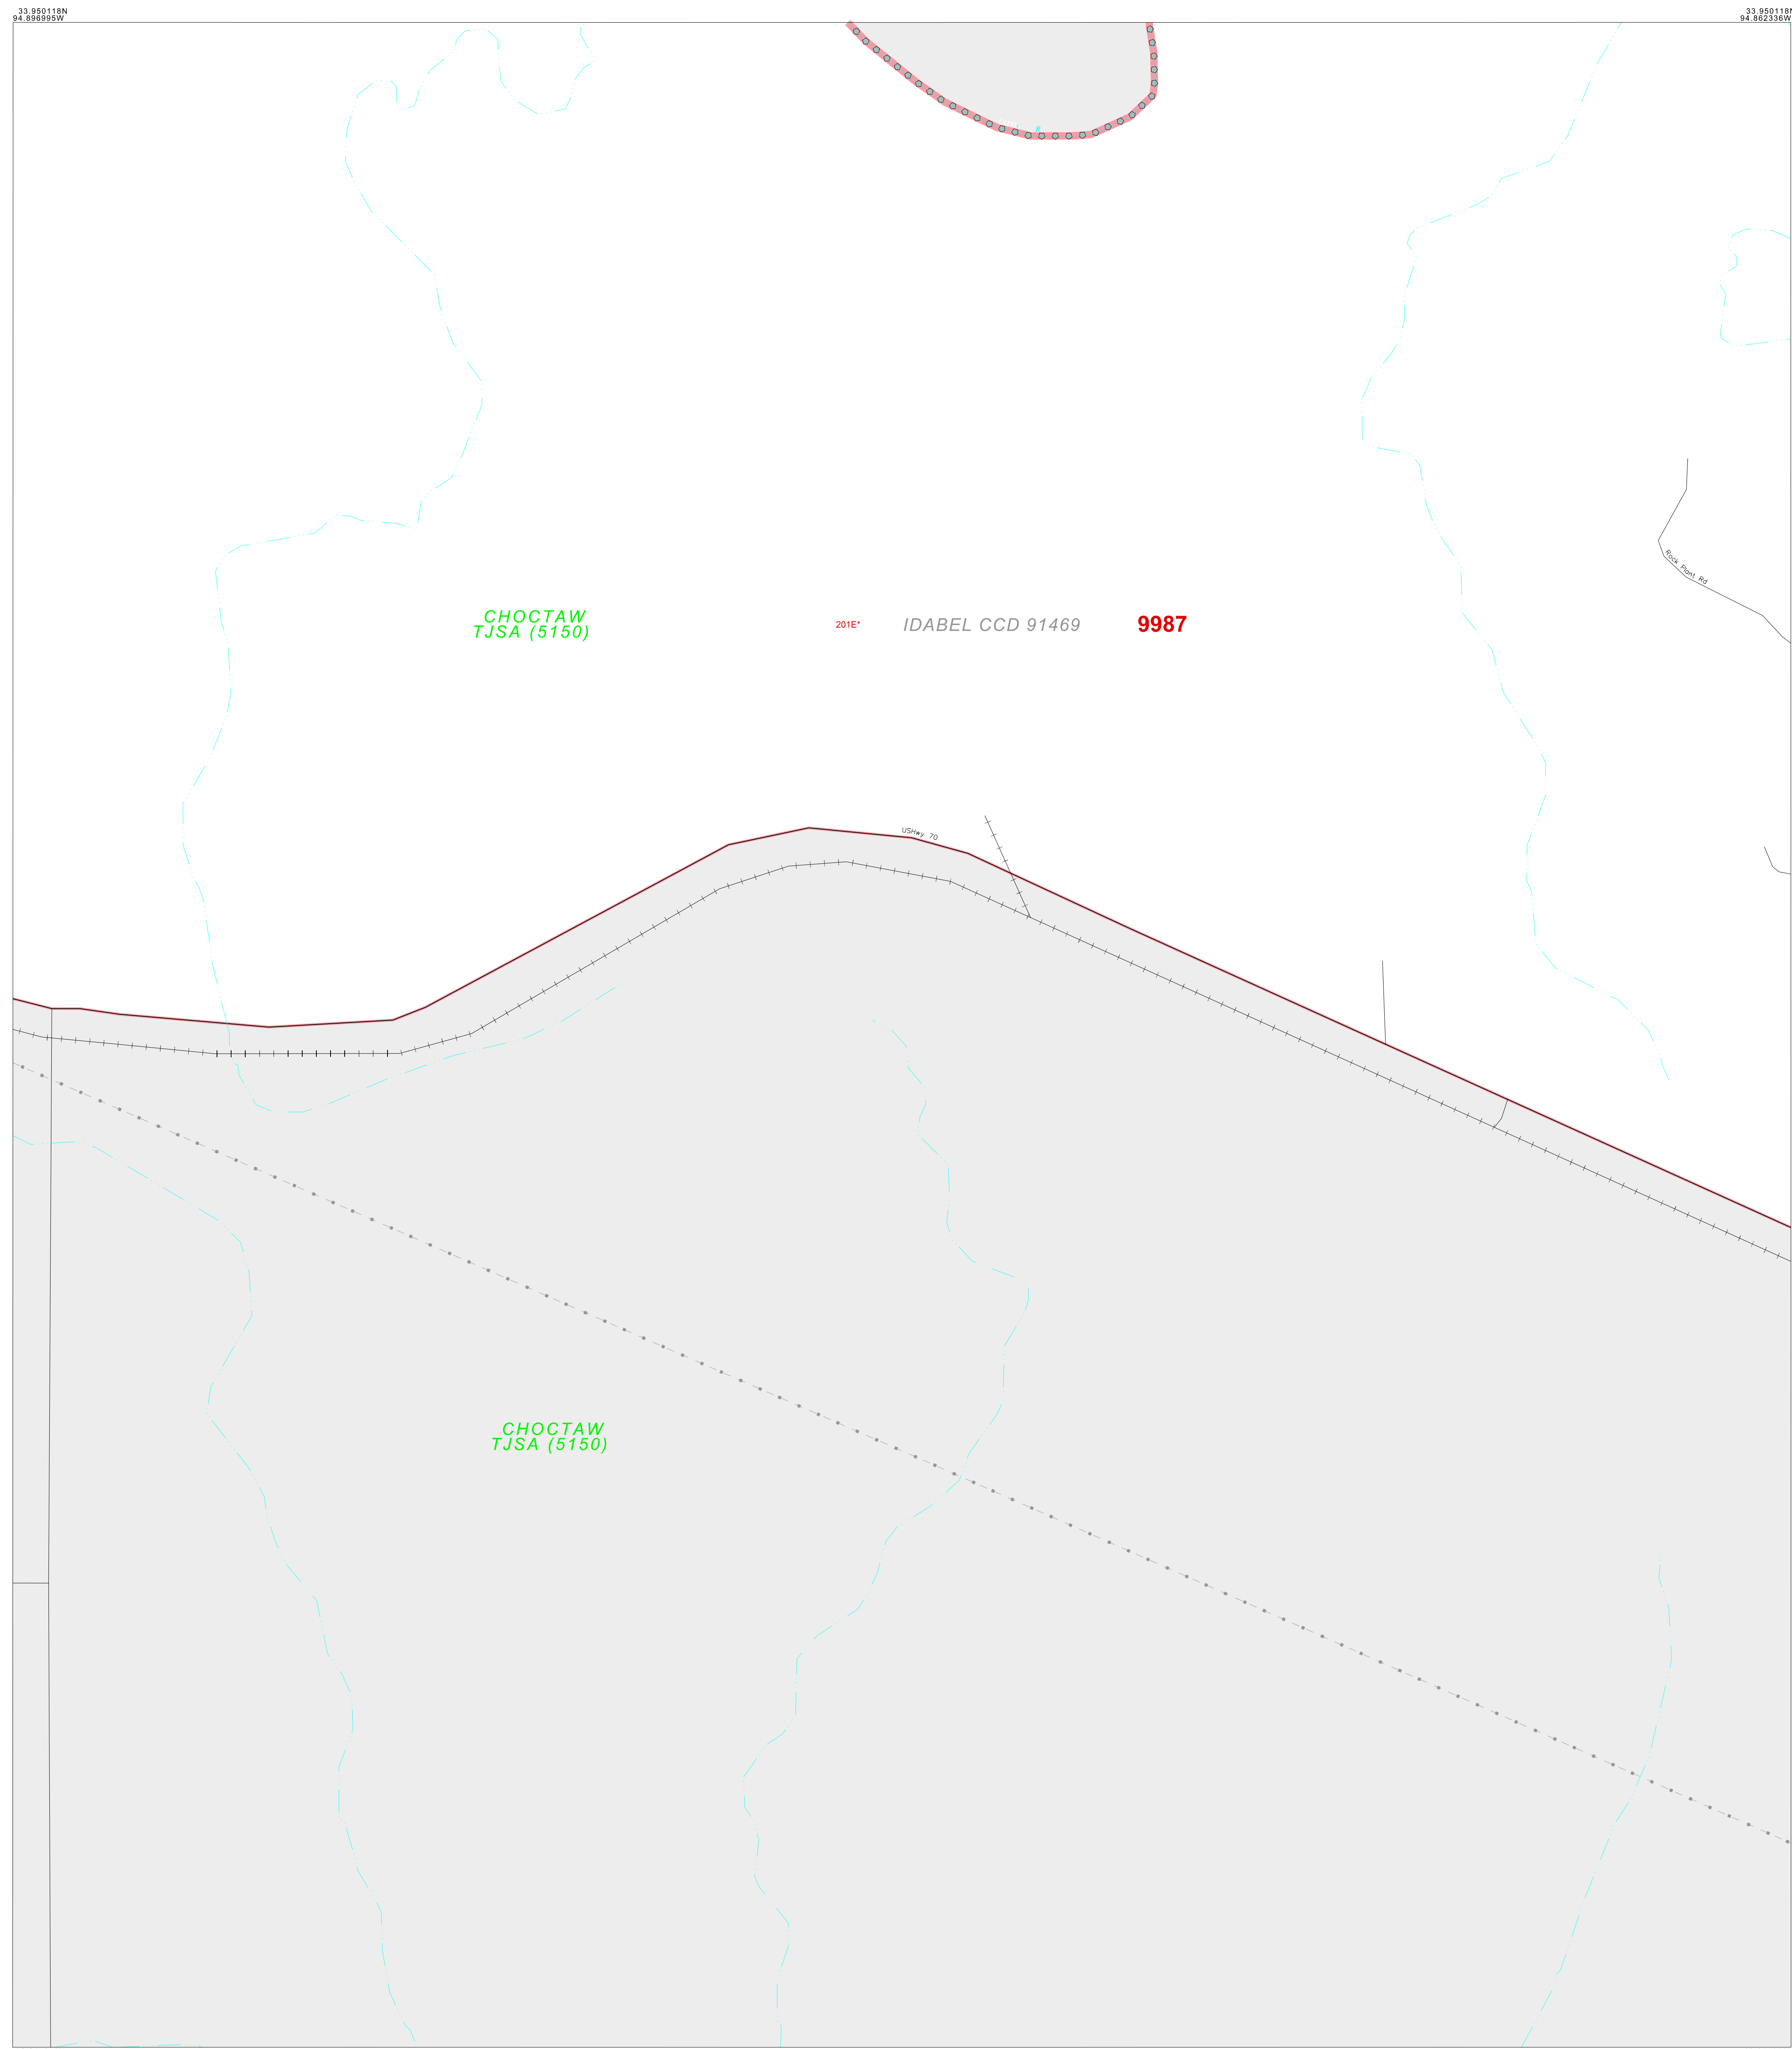 33.950118N
94.896995W
33.950118N
94.862336W
Rock Plant Rd
CHOCTAW
TJSA (5150)
201E*
IDABEL CCD 91469
9987
USHwy 70
CHOCTAW
TJSA (5150)